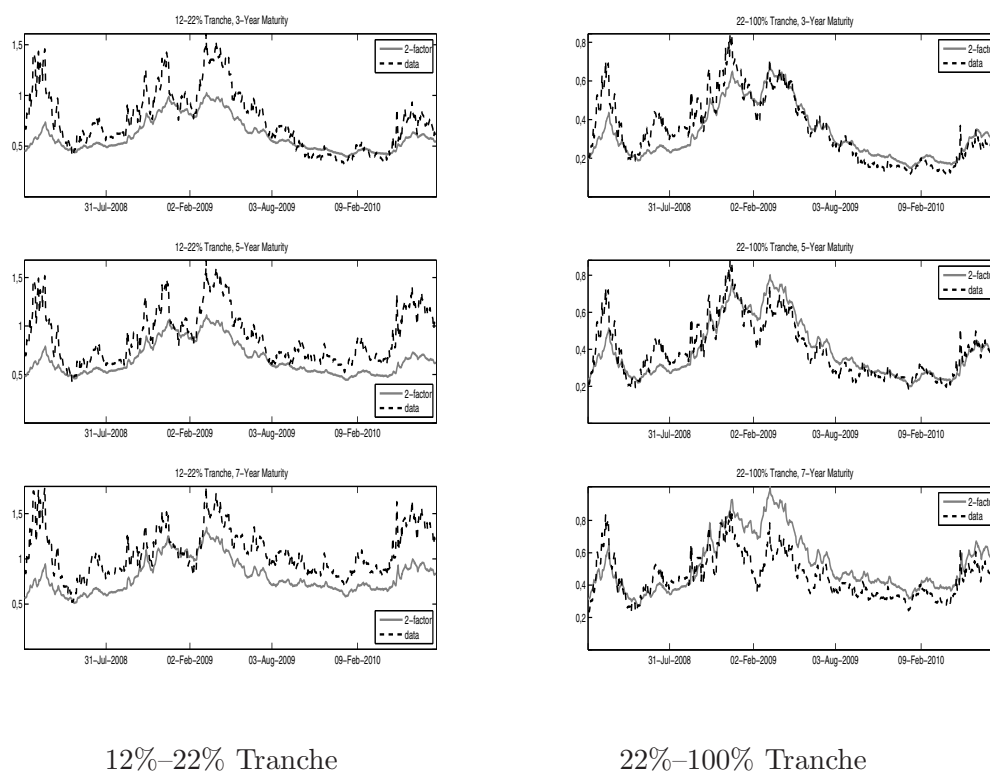 12–22% Tranche, 3–Year Maturity
1,5
1
0,5
2–factor
data
31–Jul–2008 02–Feb–2009 03–Aug–2009 09–Feb–2010
22–100% Tranche, 3–Year Maturity
0,8
0,6
0,4
0,2
2–factor
data
31–Jul–2008 02–Feb–2009 03–Aug–2009 09–Feb–2010
12–22% Tranche, 5–Year Maturity
1,5
1
0,5
2–factor
data
31–Jul–2008 02–Feb–2009 03–Aug–2009 09–Feb–2010
22–100% Tranche, 5–Year Maturity
0,8
0,6
0,4
0,2
2–factor
data
31–Jul–2008 02–Feb–2009 03–Aug–2009 09–Feb–2010
12–22% Tranche, 7–Year Maturity
1,5
1
0,5
2–factor
data
31–Jul–2008 02–Feb–2009 03–Aug–2009 09–Feb–2010
22–100% Tranche, 7–Year Maturity
0,8
0,6
0,4
0,2
2–factor
data
31–Jul–2008 02–Feb–2009 03–Aug–2009 09–Feb–2010
12%–22% Tranche
22%–100% Tranche